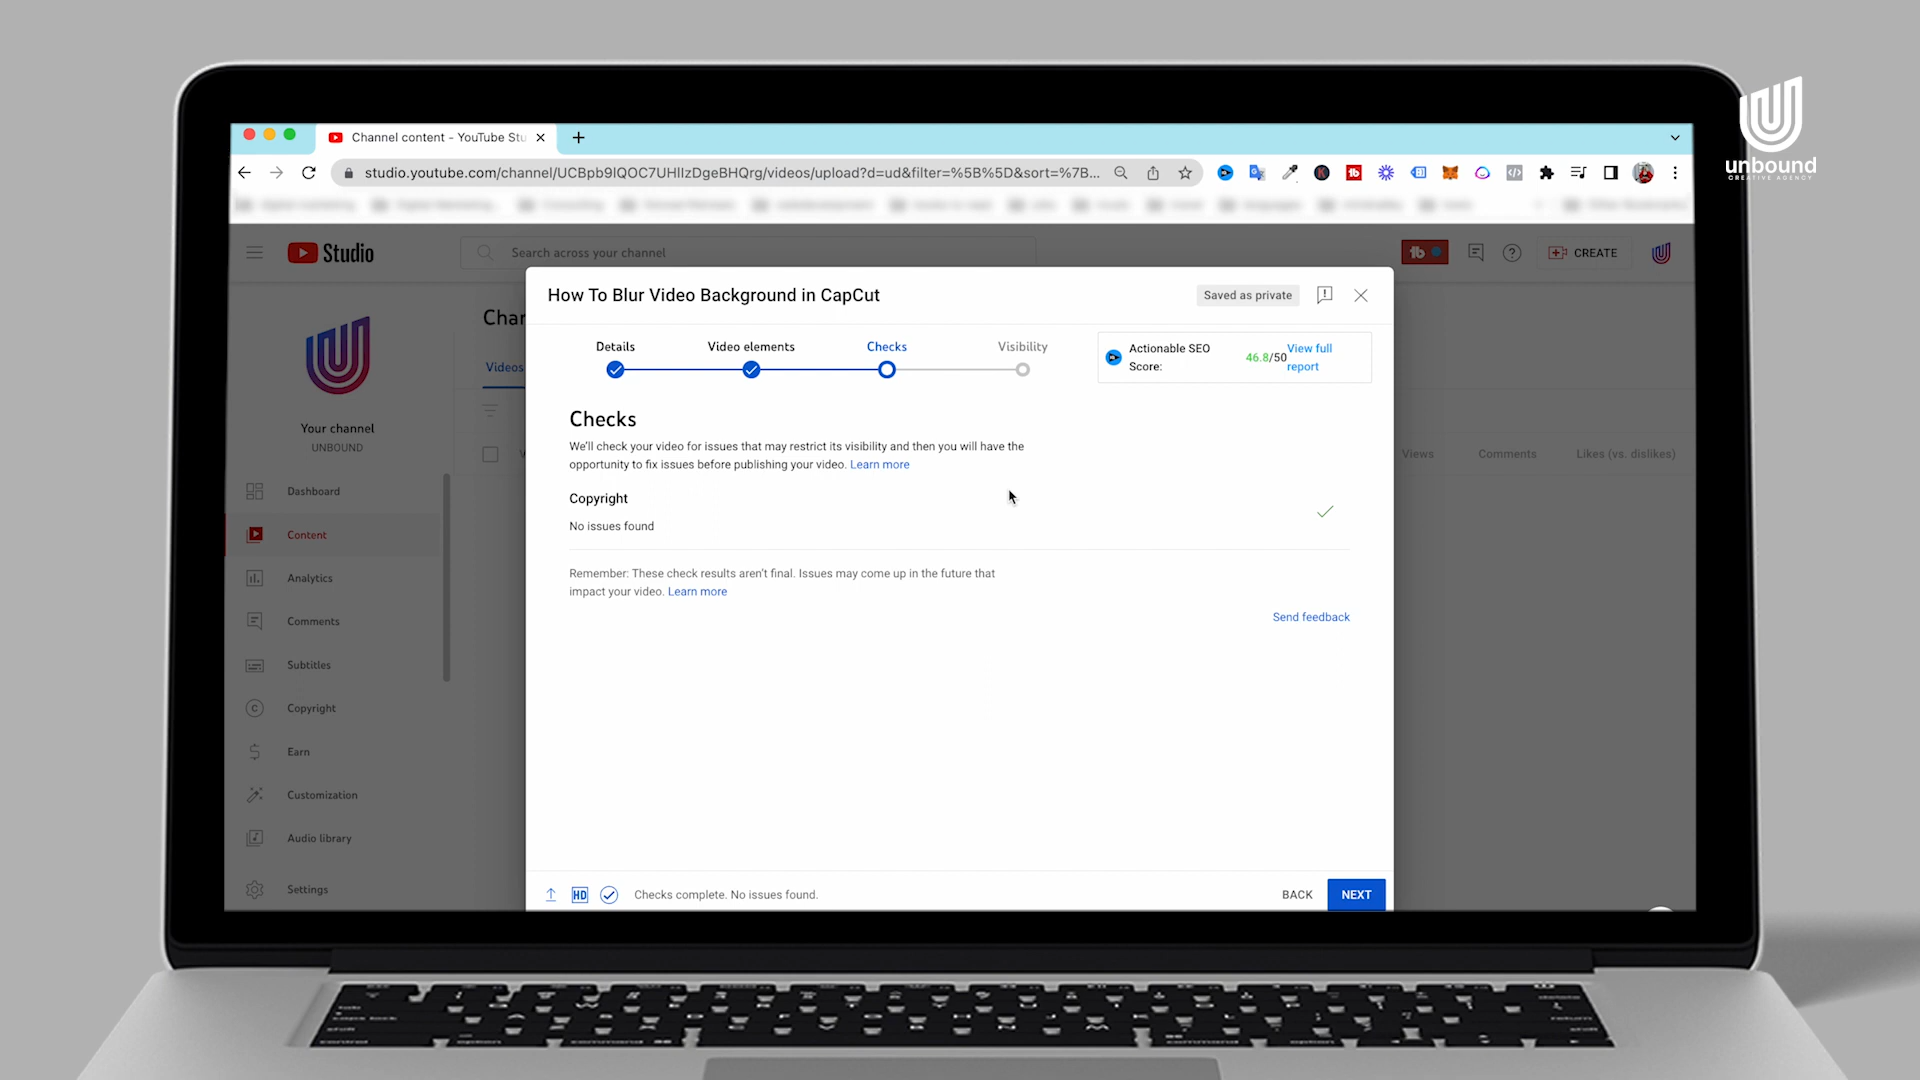 Channel content - YouTube Stu
studio.youtube.com/channel/UCBpb9IQOC7UHIIzDgeBHQrg/videos/upload?d=ud&filter=%5B%5D&sort=%7B...
unbound
CREATIVE AGENCY
Studio
Search across your channel
tb
CREATE
How To Blur Video Background in CapCut
Saved as private
Details
Video elements
Checks
Visibility
Actionable SEO
Score:
46.8/50
View full
report
Chan
Videos
Your channel
UNBOUND
Views
Comments
Likes (vs. dislikes)
Dashboard
Content
Analytics
Comments
Subtitles
Copyright
Earn
Customization
Audio library
Settings
Checks
We'll check your video for issues that may restrict its visibility and then you will have the
opportunity to fix issues before publishing your video. Learn more
Copyright
No issues found
Remember: These check results aren't final. Issues may come up in the future that
impact your video. Learn more
Send feedback
HD
Checks complete. No issues found.
BACK
NEXT